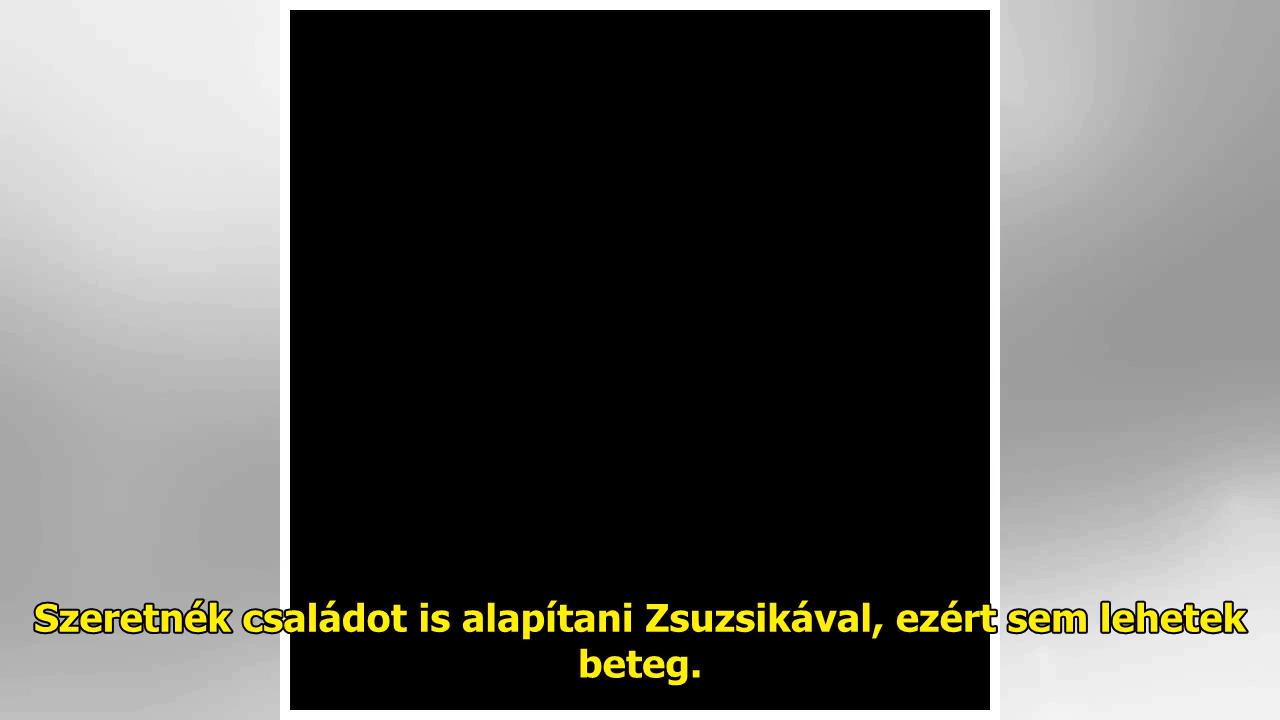 Szeretnék családot is alapítani Zsuzsikával, ezért sem lehetek
beteg.